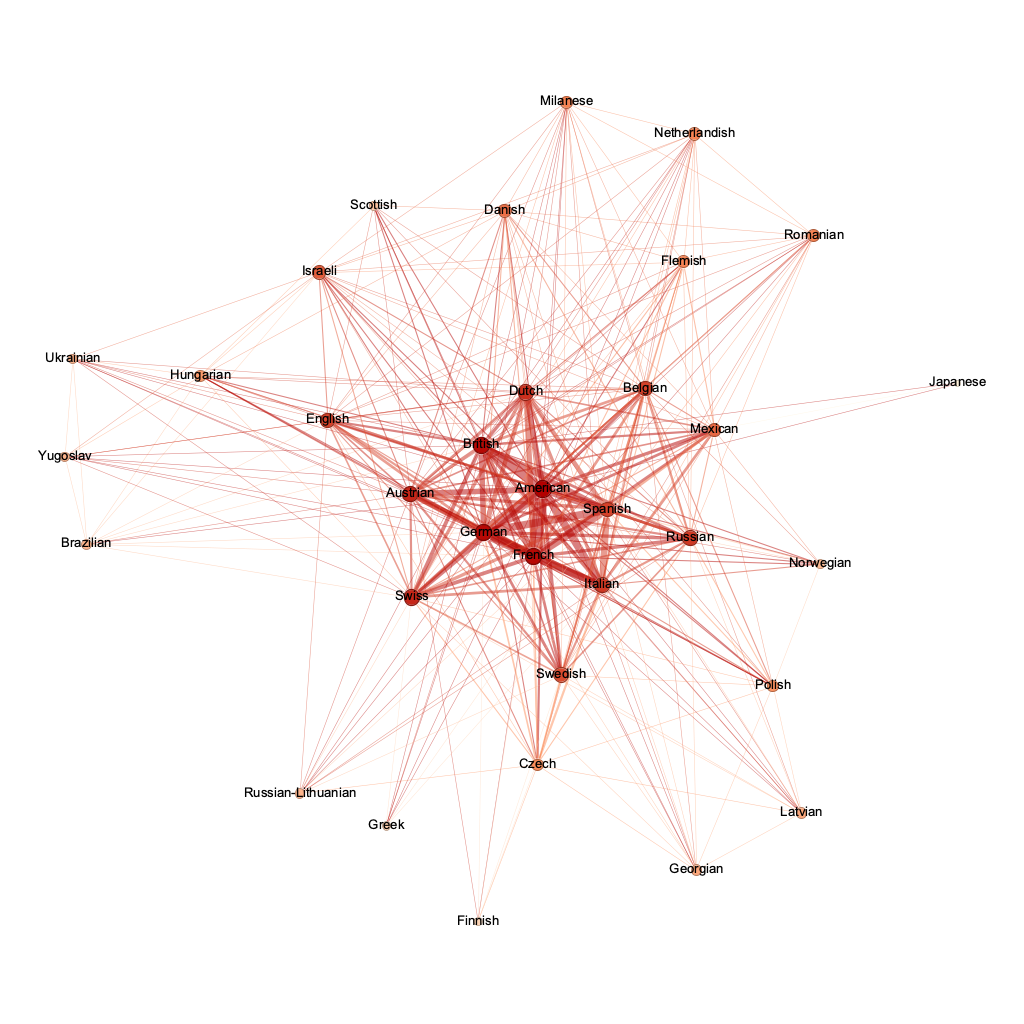 Milanese
Netherlandish
Scottish
Danish
Romanian
Flemish
Israeli
Ukrainian
Hungarian
Japanese
Dutch
Belgian
English
Mexican
British
Yugoslav
American
Austrian
Spanish
German
Russian
Brazilian
French
Norwegian
Italian
Swiss
Swedish
Polish
Czech
Russian-Lithuanian
Latvian
Greek
Georgian
Finnish